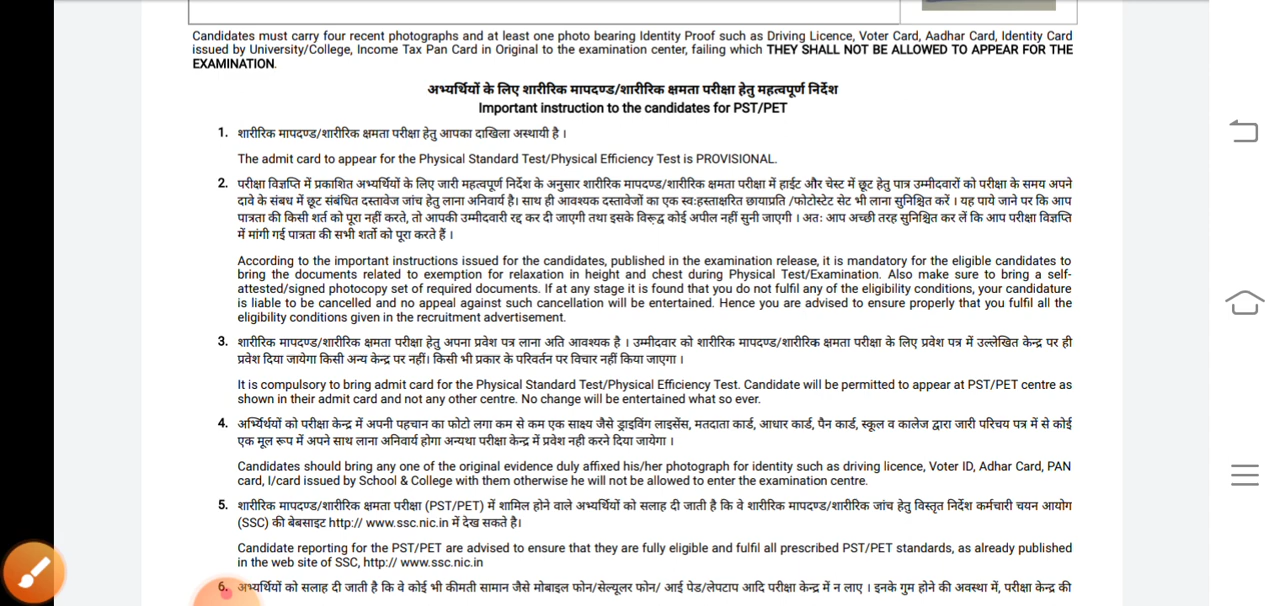 Candidates must carry four recent photographs and at least one photo bearing Identity Proof such as Driving Licence, Voter Card, Aadhar Card, Identity Card
issued by University/College, Income Tax Pan Card in Original to the examination center, failing which THEY SHALL NOT BE ALLOWED TO APPEAR FOR THE
EXAMINATION.
अभ्यर्थियों के लिए शारीरिक मापदण्ड/शारीरिक क्षमता परीक्षा हेतु महत्वपूर्ण निर्देश
Important instruction to the candidates for PST/PET
1. शारीरिक मापदण्ड/शारीरिक क्षमता परीक्षा हेतु आपका दाखिला अस्थायी है ।
The admit card to appear for the Physical Standard Test/Physical Efficiency Test is PROVISIONAL.
2. परीक्षा विज्ञप्ति में प्रकाशित अभ्यर्थियों के लिए जारी महत्वपूर्ण निर्देश के अनुसार शारीरिक मापदण्ड/शारीरिक क्षमता परीक्षा में हाईट और चेस्ट में छूट हेतु पात्र उम्मीदवारों को परीक्षा के समय अपने
दावे के संबध में छूट संबंधित दस्तावेज जांच हेतु लाना अनिवार्य है। साथ ही आवश्यक दस्तावेजों का एक स्व:हस्ताक्षरित छायाप्रति /फोटोस्टेट सेट भी लाना सुनिश्चित करें । यह पाये जाने पर कि आप
पात्रता की किसी शर्त को पूरा नहीं करते, तो आपकी उम्मीदवारी रद्द कर दी जाएगी तथा इसके विरूद्व कोई अपील नहीं सुनी जाएगी । अतः आप अच्छी तरह सुनिश्चित कर लें कि आप परीक्षा विज्ञप्ति
में मांगी गई पात्रता की सभी शर्तो को पूरा करते हैं ।
According to the important instructions issued for the candidates, published in the examination release, it is mandatory for the eligible candidates to
bring the documents related to exemption for relaxation in height and chest during Physical Test/Examination. Also make sure to bring a self-
attested/signed photocopy set of required documents. If at any stage it is found that you do not fulfil any of the eligibility conditions, your candidature
is liable to be cancelled and no appeal against such cancellation will be entertained. Hence you are advised to ensure properly that you fulfil all the
eligibility conditions given in the recruitment advertisement.
3. शारीरिक मापदण्ड/शारीरिक क्षमता परीक्षा हेतु अपना प्रवेश पत्र लाना अति आवश्यक है । उम्मीदवार को शारीरिक मापदण्ड/शारीरिक क्षमता परीक्षा के लिए प्रवेश पत्र में उल्लेखित केन्द्र पर ही
प्रवेश दिया जायेगा किसी अन्य केन्द्र पर नहीं। किसी भी प्रकार के परिवर्तन पर विचार नहीं किया जाएगा ।
It is compulsory to bring admit card for the Physical Standard Test/Physical Efficiency Test. Candidate will be permitted to appear at PST/PET centre as
shown in their admit card and not any other centre. No change will be entertained what so ever.
4. अर्भ्यिथयों को परीक्षा केन्द्र में अपनी पहचान का फोटो लगा कम से कम एक साक्ष्य जैसे ड्राइविंग लाइसेंस, मतदाता कार्ड, आधार कार्ड, पैन कार्ड, स्कूल व कालेज द्वारा जारी परिचय पत्र में से कोई
एक मूल रूप में अपने साथ लाना अनिवार्य होगा अन्यथा परीक्षा केन्द्र में प्रवेश नही करने दिया जायेगा ।
Candidates should bring any one of the original evidence duly affixed his/her photograph for identity such as driving licence, Voter ID, Adhar Card, PAN
card, I/card issued by School & College with them otherwise he will not be allowed to enter the examination centre.
5. शारीरिक मापदण्ड/शारीरिक क्षमता परीक्षा (PST/PET) में शामिल होने वाले अभ्यर्थियों को सलाह दी जाती है कि वे शारीरिक मापदण्ड/शारीरिक जांच हेतु विस्तृत निर्देश कर्मचारी चयन आयोग
(SSC) की बेबसाइट http:// www.ssc.nic.in में देख सकते है।
Candidate reporting for the PST/PET are advised to ensure that they are fully eligible and fulfil all prescribed PST/PET standards, as already published
in the web site of SSC, http:// www.ssc.nic.in
6. अभ्यर्थियों को सलाह दी जाती है कि वे कोई भी कीमती सामान जैसे मोबाइल फोन/सेल्यूलर फोन/ आई पेड/लेपटाप आदि परीक्षा केन्द्र में न लाए । इनके गुम होने की अवस्था में, परीक्षा केन्द्र की